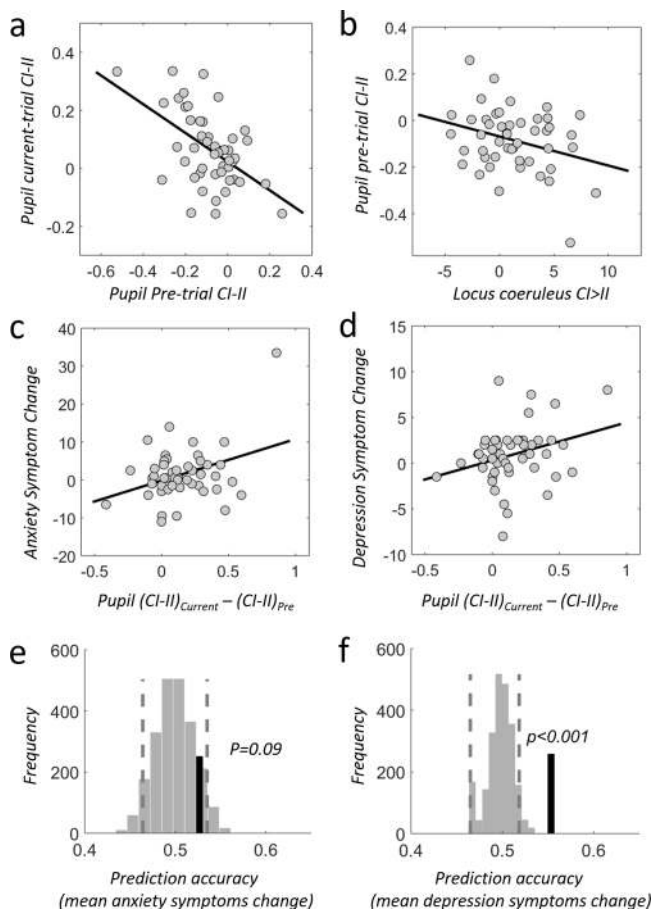 a
Pupil current-trial CI-II
0.4
0.2
0
-0.2
-0.6 -0.4 -0.2 0 0.2 0.4
Pupil Pre-trial CI-II
b
Pupil pre-trial CI-II
0.4
0.2
0
-0.2
-0.4
-0.6
-5 0 5 10
Locus coeruleus CI>II
c
Anxiety Symptom Change
40
30
20
10
0
-10
-20
-0.5 0 0.5 1
Pupil (CI-II)Current – (CI-II)Pre
d
Depression Symptom Change
15
10
5
0
-5
-10
-0.5 0 0.5 1
Pupil (CI-II)Current – (CI-II)Pre
e
Frequency
600
400
200
0
P=0.09
0.4 0.5 0.6
Prediction accuracy
(mean anxiety symptoms change)
f
Frequency
600
400
200
0
p<0.001
0.4 0.5 0.6
Prediction accuracy
(mean depression symptoms change)